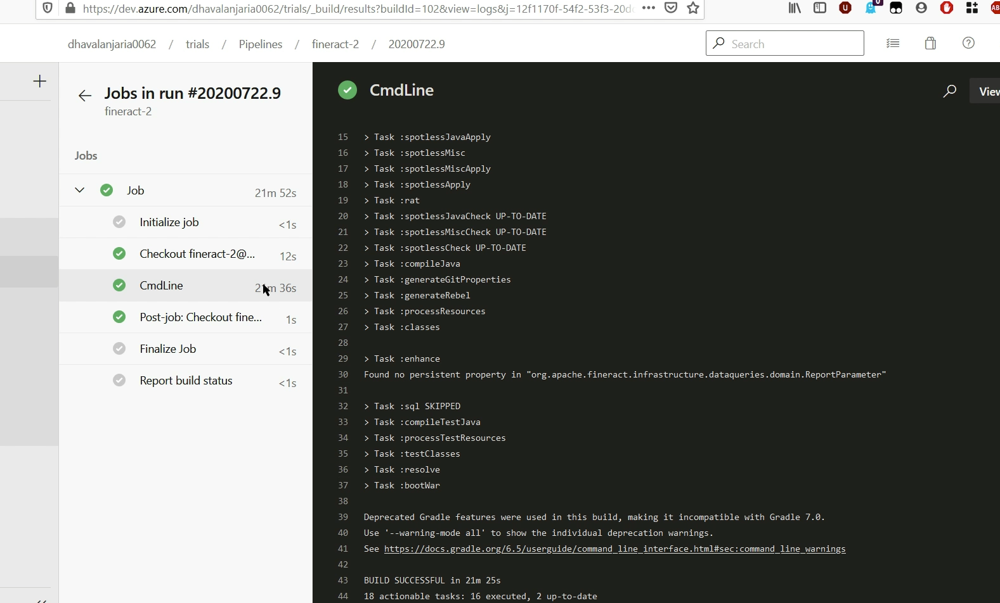 https://dev.azure.com/dhavalanjaria0062/trials/_build/results?buildId=102&view=logs&j=12f1170f-54f2-53f3-20d
0
dhavalanjaria0062 / trials / Pipelines / fineract-2 / 20200722.9
Search
Jobs in run #20200722.9
fineract-2
Jobs
Job 21m 52s
Initialize job <1s
Checkout fineract-2@... 12s
CmdLine 21m 36s
Post-job: Checkout fine... 1s
Finalize Job <1s
Report build status <1s
CmdLine
View
15 > Task :spotlessJavaApply
16 > Task :spotlessMisc
17 > Task :spotlessMiscApply
18 > Task :spotlessApply
19 > Task :rat
20 > Task :spotlessJavaCheck UP-TO-DATE
21 > Task :spotlessMiscCheck UP-TO-DATE
22 > Task :spotlessCheck UP-TO-DATE
23 > Task :compileJava
24 > Task :generateGitProperties
25 > Task :generateRebel
26 > Task :processResources
27 > Task :classes
28
29 > Task :enhance
30 Found no persistent property in "org.apache.fineract.infrastructure.dataqueries.domain.ReportParameter"
31
32 > Task :sql SKIPPED
33 > Task :compileTestJava
34 > Task :processTestResources
35 > Task :testClasses
36 > Task :resolve
37 > Task :bootWar
38
39 Deprecated Gradle features were used in this build, making it incompatible with Gradle 7.0.
40 Use '--warning-mode all' to show the individual deprecation warnings.
41 See https://docs.gradle.org/6.5/userguide/command_line_interface.html#sec:command_line_warnings
42
43 BUILD SUCCESSFUL in 21m 25s
44 18 actionable tasks: 16 executed, 2 up-to-date